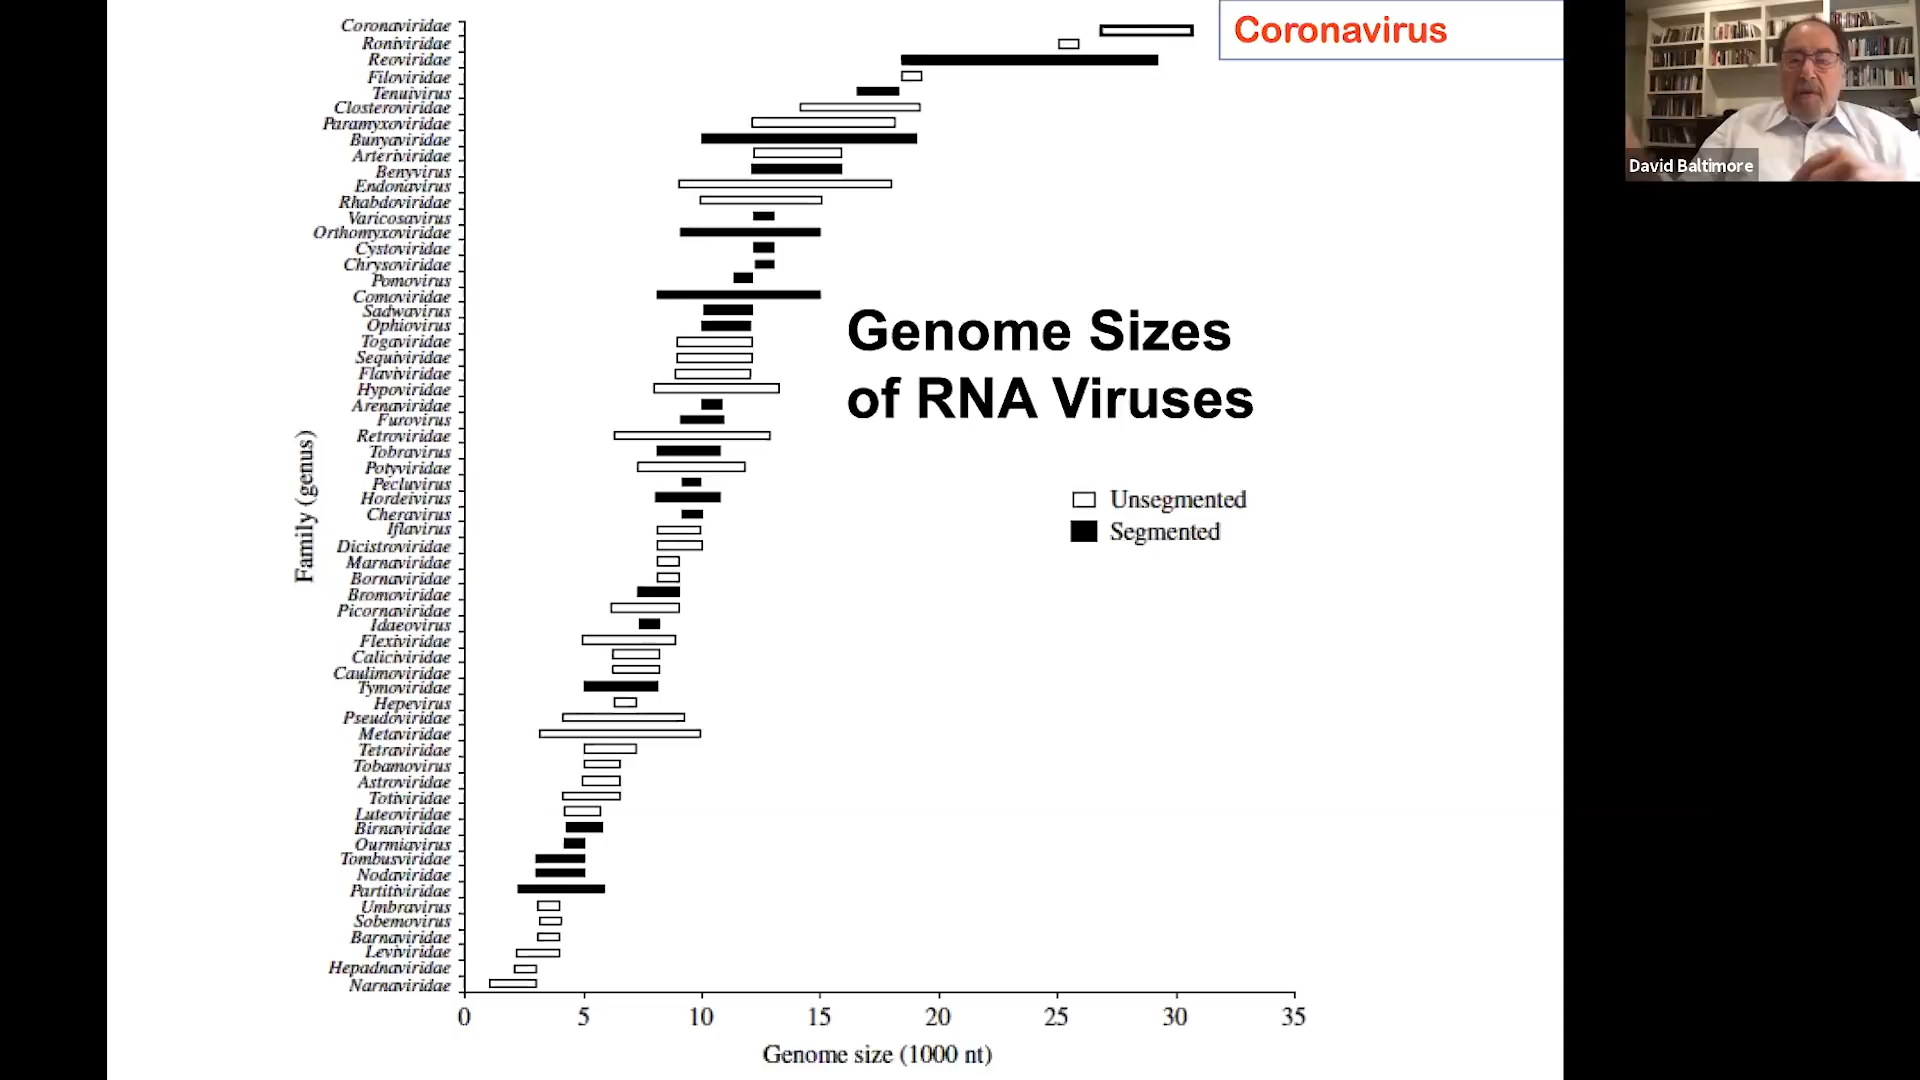 Coronavirus
David Baltimore
Genome Sizes
of RNA Viruses
Unsegmented
Segmented
Family (genus)
Coronaviridae
Roniviridae
Reoviridae
Filoviridae
Tenuivirus
Closteroviridae
Paramyxoviridae
Bunyaviridae
Arteriviridae
Benyvirus
Endonavirus
Rhabdoviridae
Varicosavirus
Orthomyxoviridae
Cystoviridae
Chrysoviridae
Pomovirus
Comoviridae
Sadwavirus
Ophiovirus
Togaviridae
Sequiviridae
Flaviviridae
Hypoviridae
Arenaviridae
Furovirus
Retroviridae
Tobravirus
Potyviridae
Pecluvirus
Hordeivirus
Cheravirus
Iflavirus
Dicistroviridae
Marnaviridae
Bornaviridae
Bromoviridae
Picornaviridae
Idaeovirus
Flexiviridae
Caliciviridae
Caulimoviridae
Tymoviridae
Hepevirus
Pseudoviridae
Metaviridae
Tetraviridae
Tobamovirus
Astroviridae
Totiviridae
Luteoviridae
Birnaviridae
Ourmiavirus
Tombusviridae
Nodaviridae
Partitiviridae
Umbravirus
Sobemovirus
Barnaviridae
Leviviridae
Hepadnaviridae
Narnaviridae
0 5 10 15 20 25 30 35
Genome size (1000 nt)